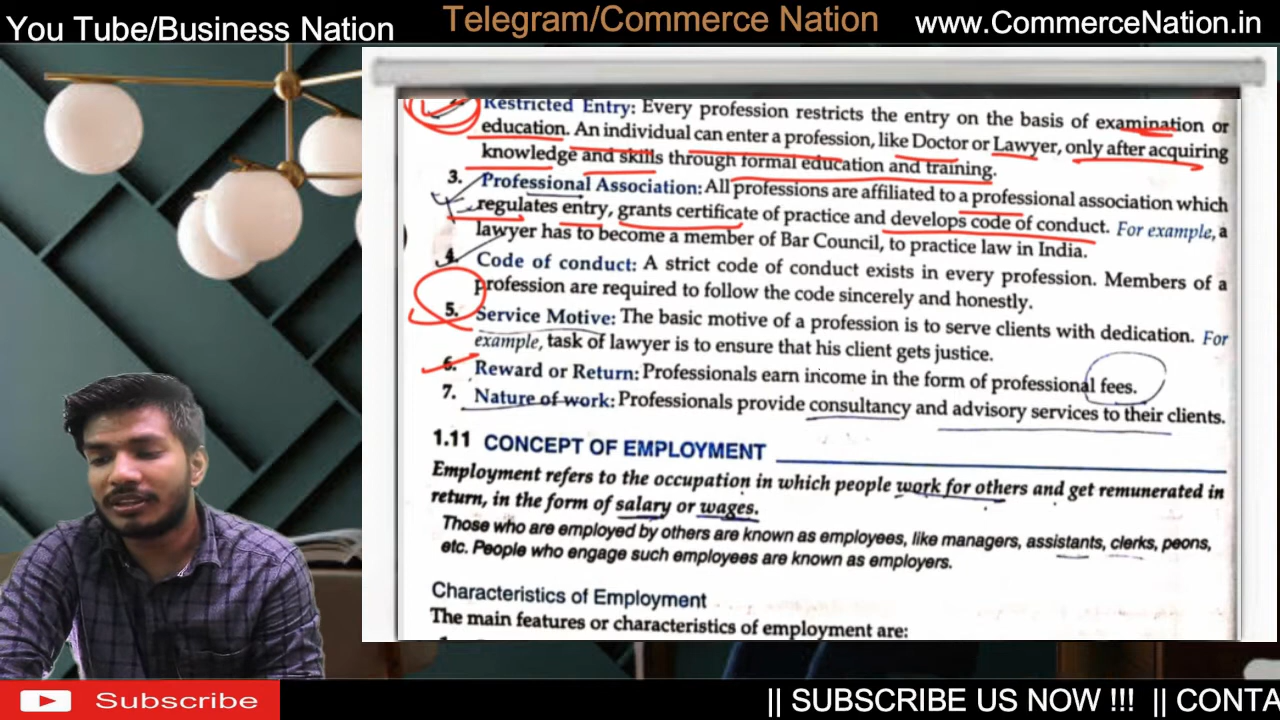 You Tube/Business Nation
Telegram/Commerce Nation
www.CommerceNation.in
Restricted Entry: Every profession restricts the entry on the basis of examination or
education. An individual can enter a profession, like Doctor or Lawyer, only after acquiring
knowledge and skills through formal education and training.
3. Professional Association: All professions are affiliated to a professional association which
regulates entry, grants certificate of practice and develops code of conduct. For example, a
lawyer has to become a member of Bar Council, to practice law in India.
4. Code of conduct: A strict code of conduct exists in every profession. Members of a
profession are required to follow the code sincerely and honestly.
5. Service Motive: The basic motive of a profession is to serve clients with dedication. For
example, task of lawyer is to ensure that his client gets justice.
6. Reward or Return: Professionals earn income in the form of professional fees.
7. Nature of work: Professionals provide consultancy and advisory services to their clients.
1.11 CONCEPT OF EMPLOYMENT
Employment refers to the occupation in which people work for others and get remunerated in
return, in the form of salary or wages.
Those who are employed by others are known as employees, like managers, assistants, clerks, peons,
etc. People who engage such employees are known as employers.
Characteristics of Employment
The main features or characteristics of employment are:
Subscribe
|| SUBSCRIBE US NOW !!! || CONTA